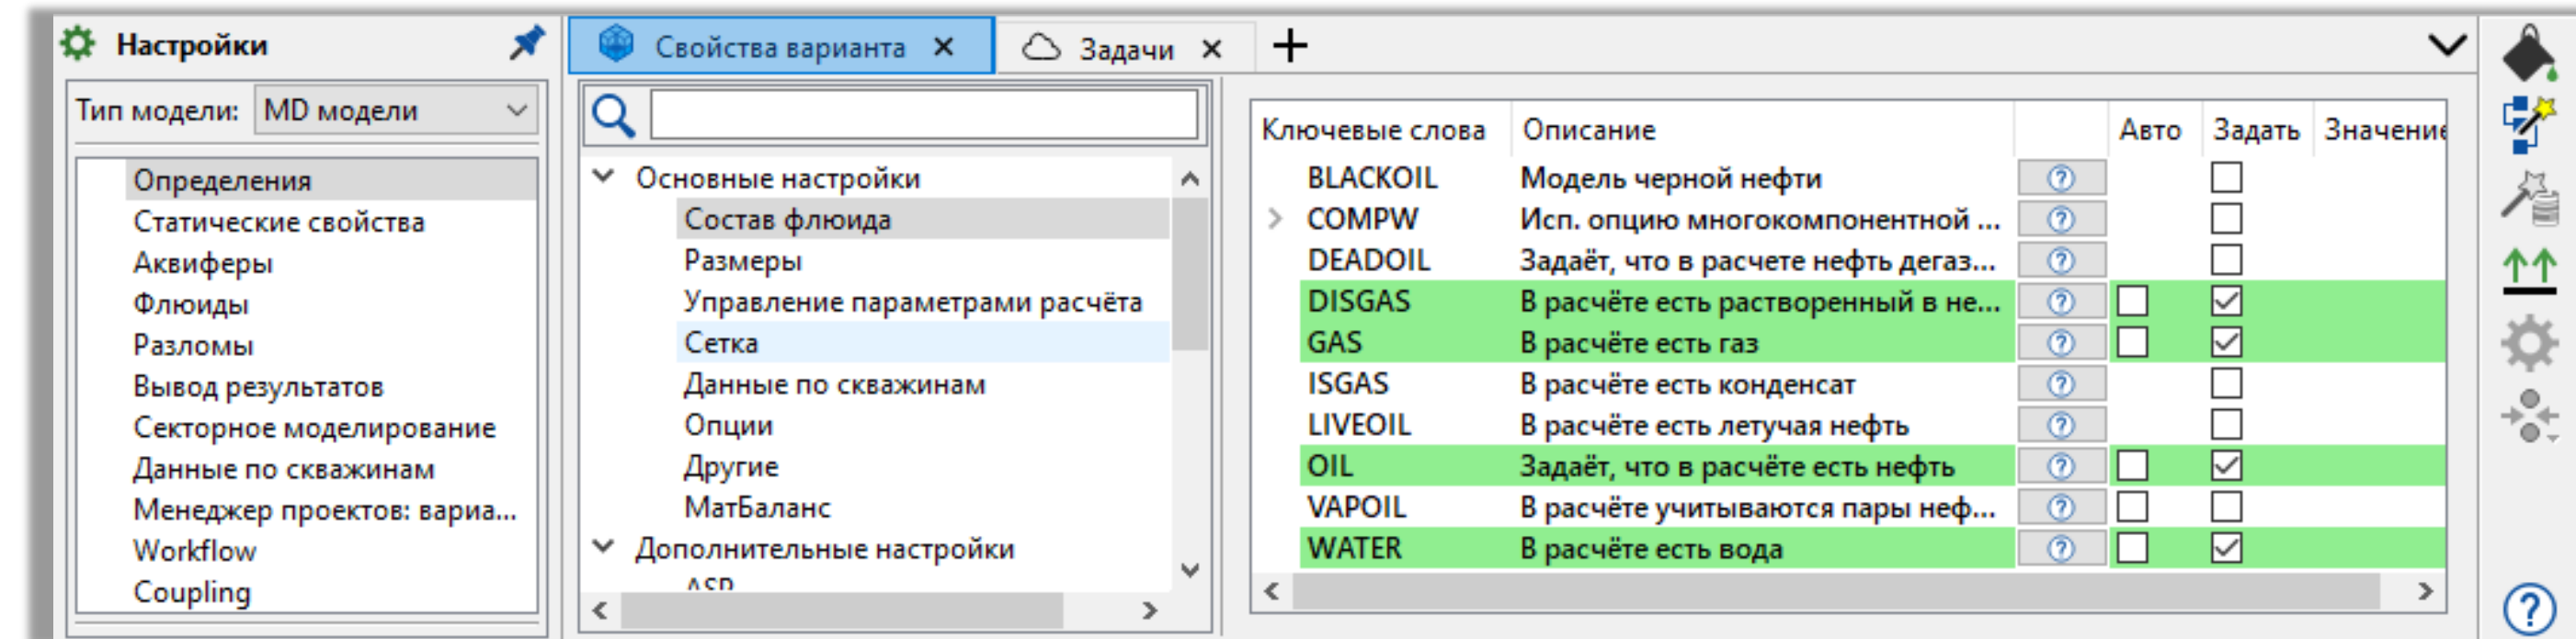 Настройки
Тип модели: MD модели
Определения
Статические свойства
Аквиферы
Флюиды
Разломы
Вывод результатов
Секторное моделирование
Данные по скважинам
Менеджер проектов: вариа...
Workflow
Coupling
Свойства варианта
Задачи
Основные настройки
Состав флюида
Размеры
Управление параметрами расчёта
Сетка
Данные по скважинам
Опции
Другие
МатБаланс
Дополнительные настройки
ASP
Ключевые слова Описание Авто Задать Значение
BLACKOIL Модель черной нефти
COMPW Исп. опцию многокомпонентной ...
DEADOIL Задаёт, что в расчете нефть дегаз...
DISGAS В расчёте есть растворенный в не...
GAS В расчёте есть газ
ISGAS В расчёте есть конденсат
LIVEOIL В расчёте есть летучая нефть
OIL Задаёт, что в расчёте есть нефть
VAPOIL В расчёте учитываются пары неф...
WATER В расчёте есть вода